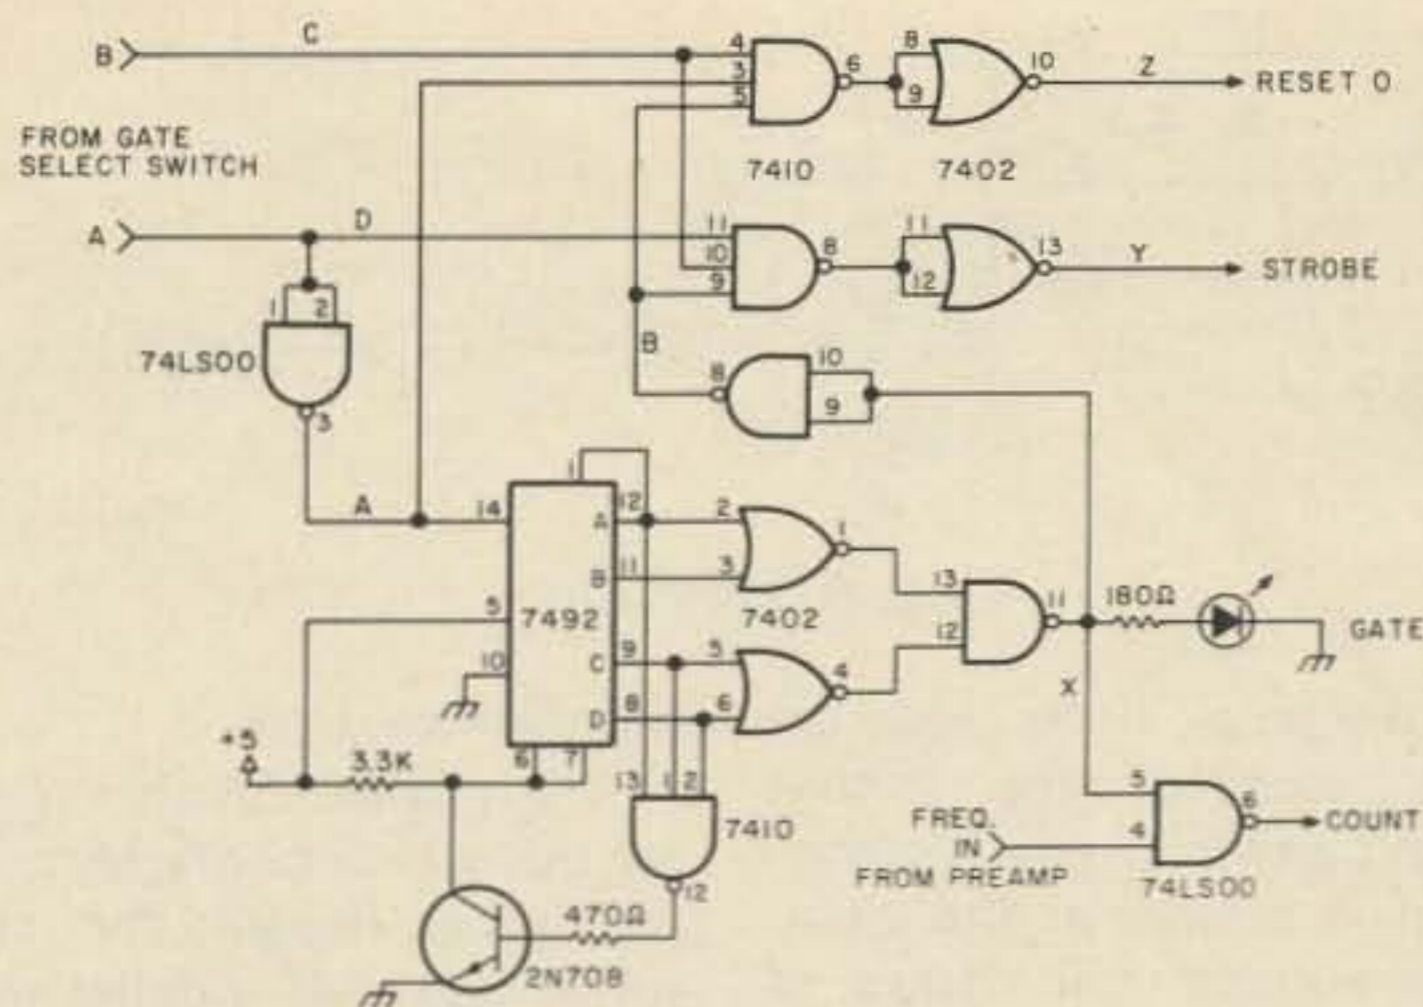 C
B
4
3
5
6
8
9
10
Z
RESET 0
FROM GATE
SELECT SWITCH
7410
7402
A
D
11
10
9
8
11
12
13
Y
STROBE
1
2
74LS00
3
B
8
10
9
A
14
1
12
A
2
1
B
11
3
13
5
7492
7402
12
11
180Ω
GATE
10
C
9
5
4
X
D
8
6
+5
3.3K
6
7
13
1
2
7410
5
6
COUNT
FREQ.
IN
4
FROM PREAMP
74LS00
12
470Ω
2N708